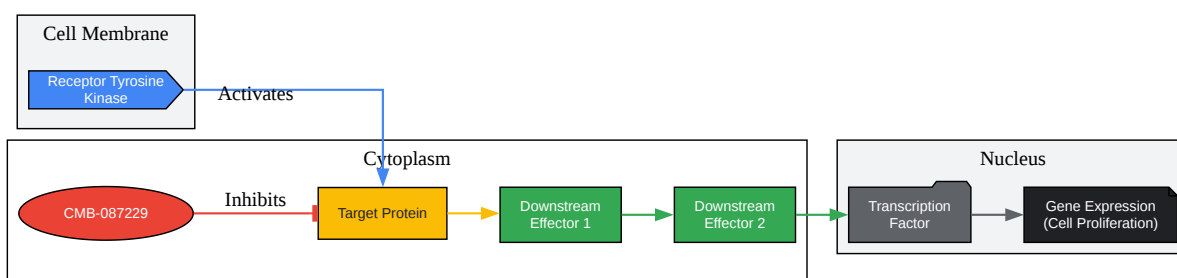 Cell Membrane
Receptor Tyrosine
Kinase
Activates
Cytoplasm
Nucleus
CMB-087229
Inhibits
Target Protein
Downstream
Effector 1
Downstream
Effector 2
Transcription
Factor
Gene Expression
(Cell Proliferation)